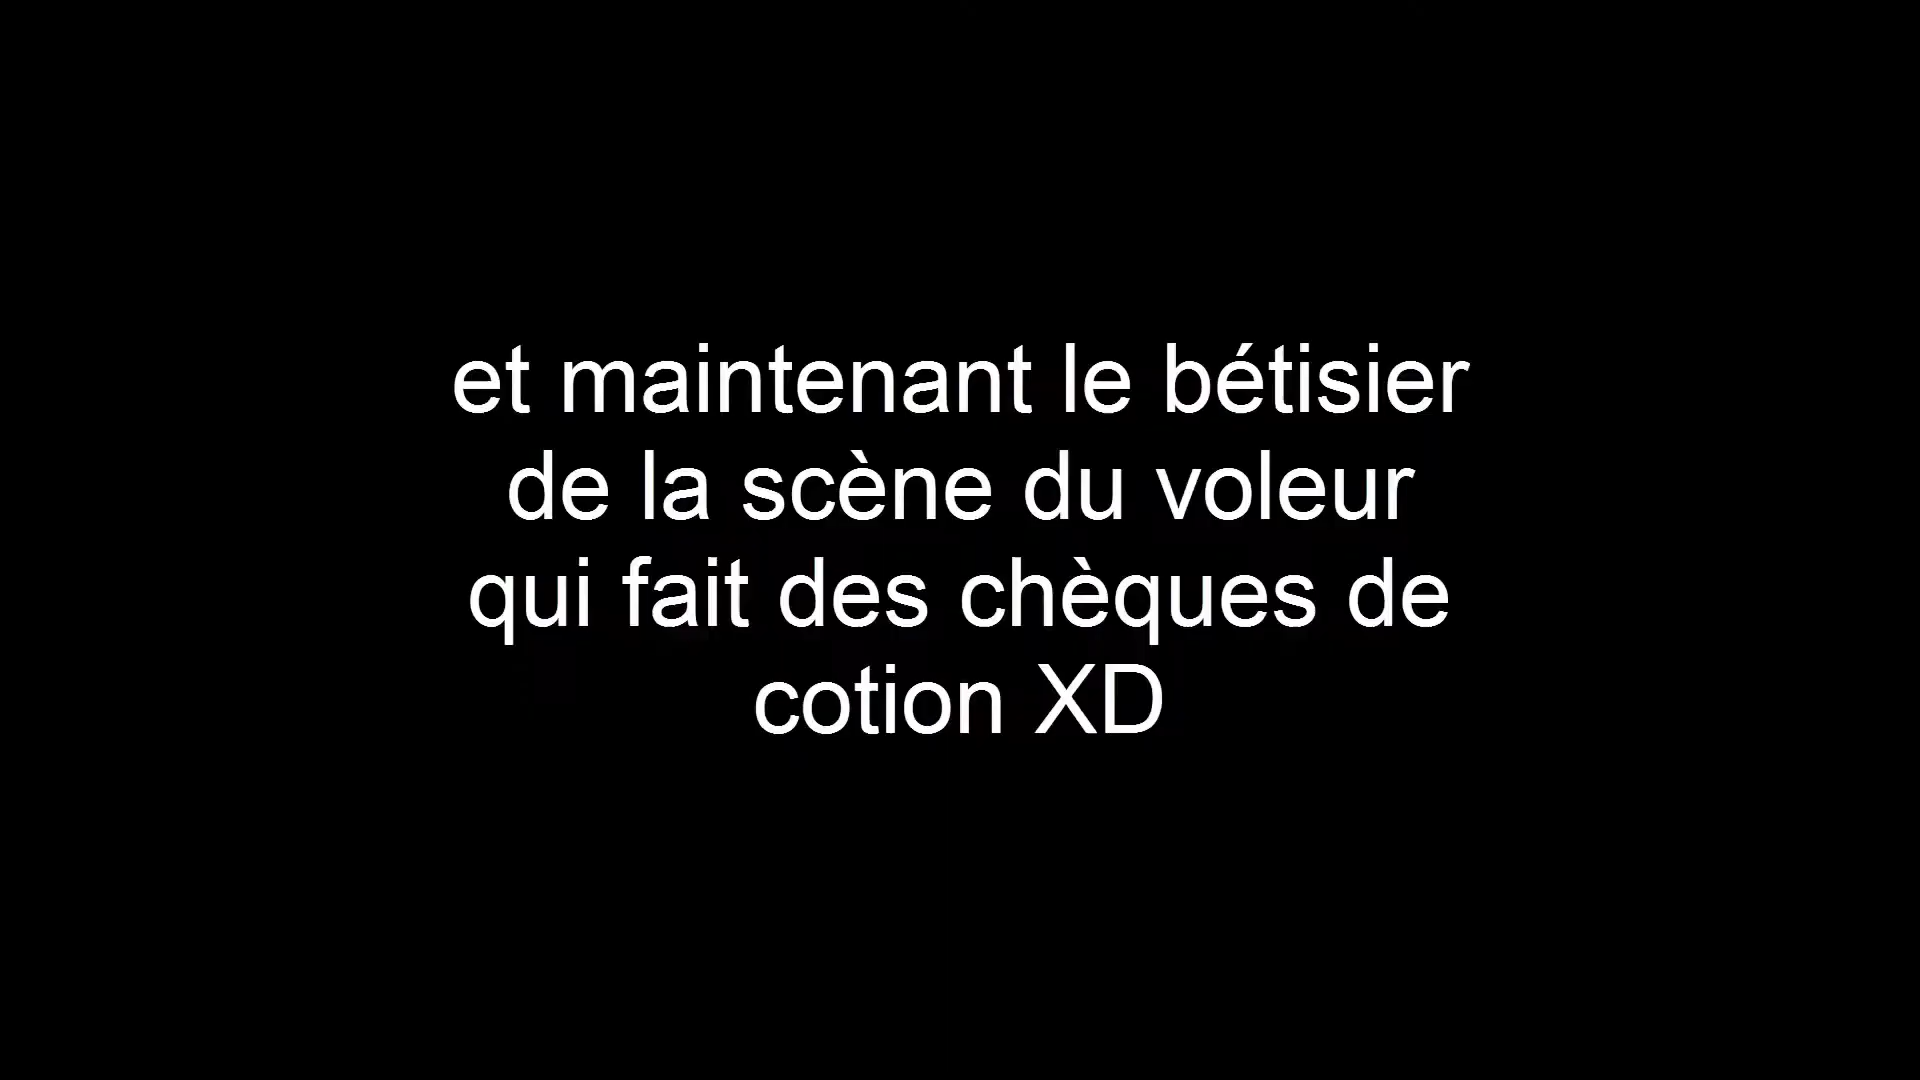 et maintenant le bétisier
de la scène du voleur
qui fait des chèques de
cotion XD